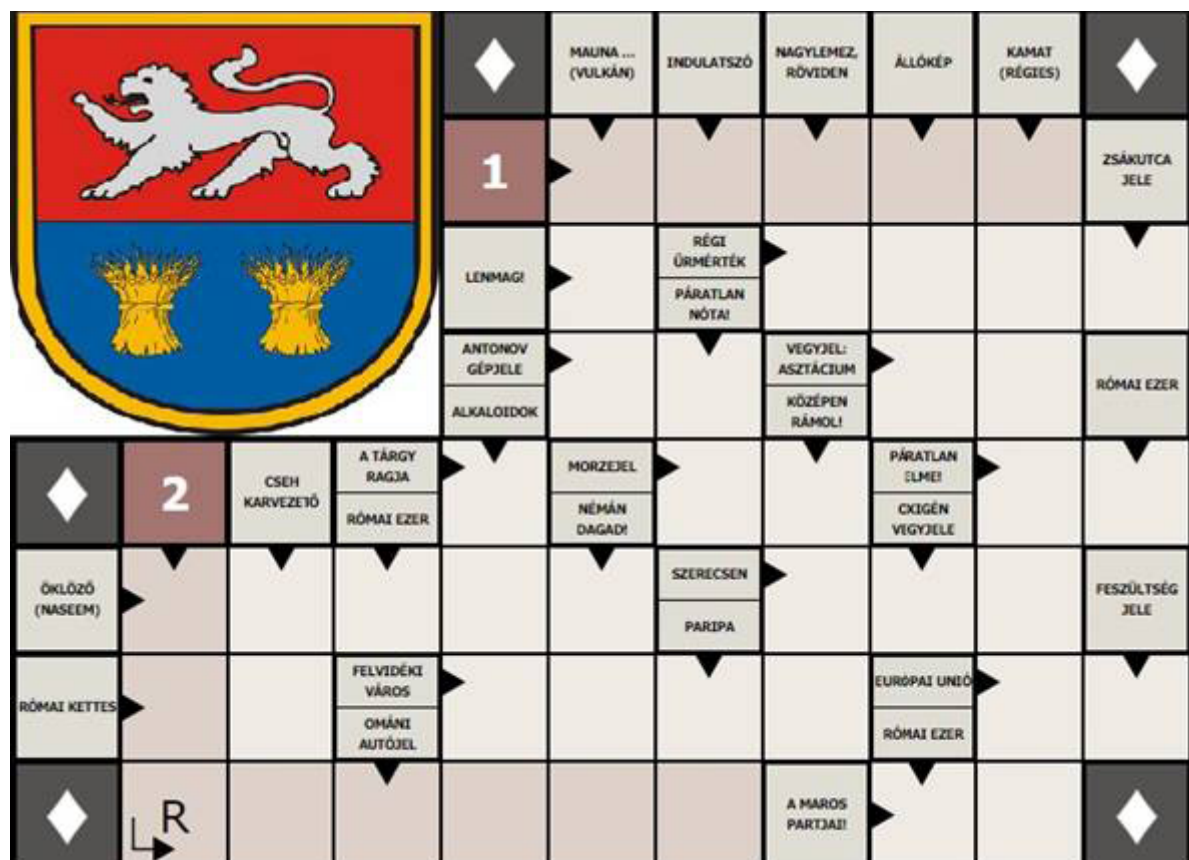 MAUNA ...
(VULKÁN)
INDULATSZÓ
NAGYLEMEZ,
RÖVIDEN
ÁLLÓKÉP
KAMAT
(RÉGIES)
1
ZSÁKUTCA
JELE
LENMAG!
RÉGI
ŰRMÉRTÉK
PÁRATLAN
NÓTA!
ANTONOV
GÉPJELE
ALKALOIDOK
VEGYJEL:
ASZTÁCIUM
KÖZÉPEN
RÁMOL!
RÓMAI EZER
2
CSEH
KARVEZETŐ
A TÁRGY
RAGJA
RÓMAI EZER
MORZEJEL
NÉMÁN
DAGAD!
PÁRATLAN
ELME!
OXIGÉN
VEGYJELE
ÖKLÖZŐ
(NASEEM)
SZERECSEN
PARIPA
FESZÜLTSÉG
JELE
RÓMAI KETTES
FELVIDÉKI
VÁROS
OMÁNI
AUTÓJEL
EURÓPAI UNIÓ
RÓMAI EZER
R
A MAROS
PARTJAI!